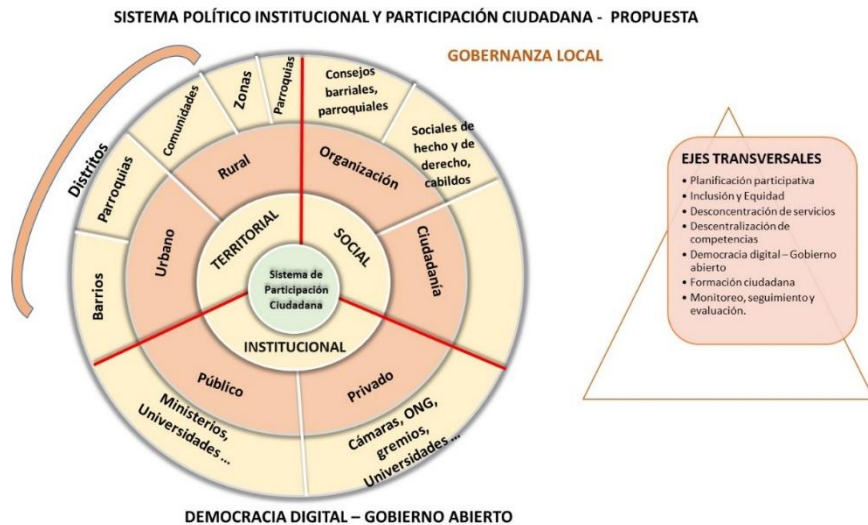 SISTEMA POLÍTICO INSTITUCIONAL Y PARTICIPACIÓN CIUDADANA - PROPUESTA
GOBERNANZA LOCAL
Distritos
Barrios
Parroquias
Comunidades
Zonas
Parroquias
Consejos
barriales,
parroquiales
Sociales de
hecho y de
derecho,
cabildos
Urbano
Rural
Organización
Ciudadanía
TERRITORIAL
SOCIAL
Sistema de
Participación
Ciudadana
INSTITUCIONAL
Público
Privado
Ministerios,
Universidades ...
Cámaras, ONG,
gremios,
Universidades ...
DEMOCRACIA DIGITAL – GOBIERNO ABIERTO
EJES TRANSVERSALES
• Planificación participativa
• Inclusión y Equidad
• Desconcentración de servicios
• Descentralización de
competencias
• Democracia digital – Gobierno
abierto
• Formación ciudadana
• Monitoreo, seguimiento y
evaluación.